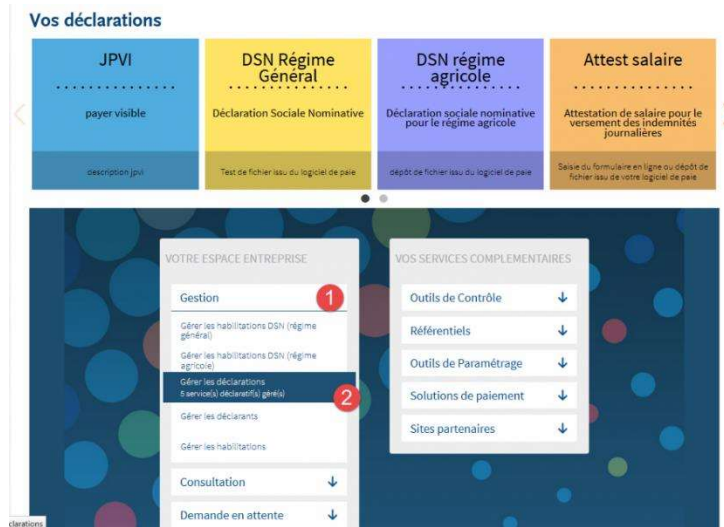 Vos déclarations
JPVI
payer visible
description jpvi
DSN Régime
Général
Déclaration Sociale Nominative
Test de fichier issu du logiciel de paie
DSN régime
agricole
Déclaration sociale nominative
pour le régime agricole
dépôt de fichier issu du logiciel de paie
Attest salaire
Attestation de salaire pour le
versement des indemnités
journalières
Saisie du formulaire en ligne ou dépôt de
fichier issu de votre logiciel de paie
VOTRE ESPACE ENTREPRISE
Gestion
1
Gérer les habilitations DSN (régime
général)
Gérer les habilitations DSN (régime
agricole)
Gérer les déclarations
5 service(s) déclaratif(s) géré(s)
2
Gérer les déclarants
Gérer les habilitations
Consultation
Demande en attente
VOS SERVICES COMPLEMENTAIRES
Outils de Contrôle
Référentiels
Outils de Paramétrage
Solutions de paiement
Sites partenaires
clarations